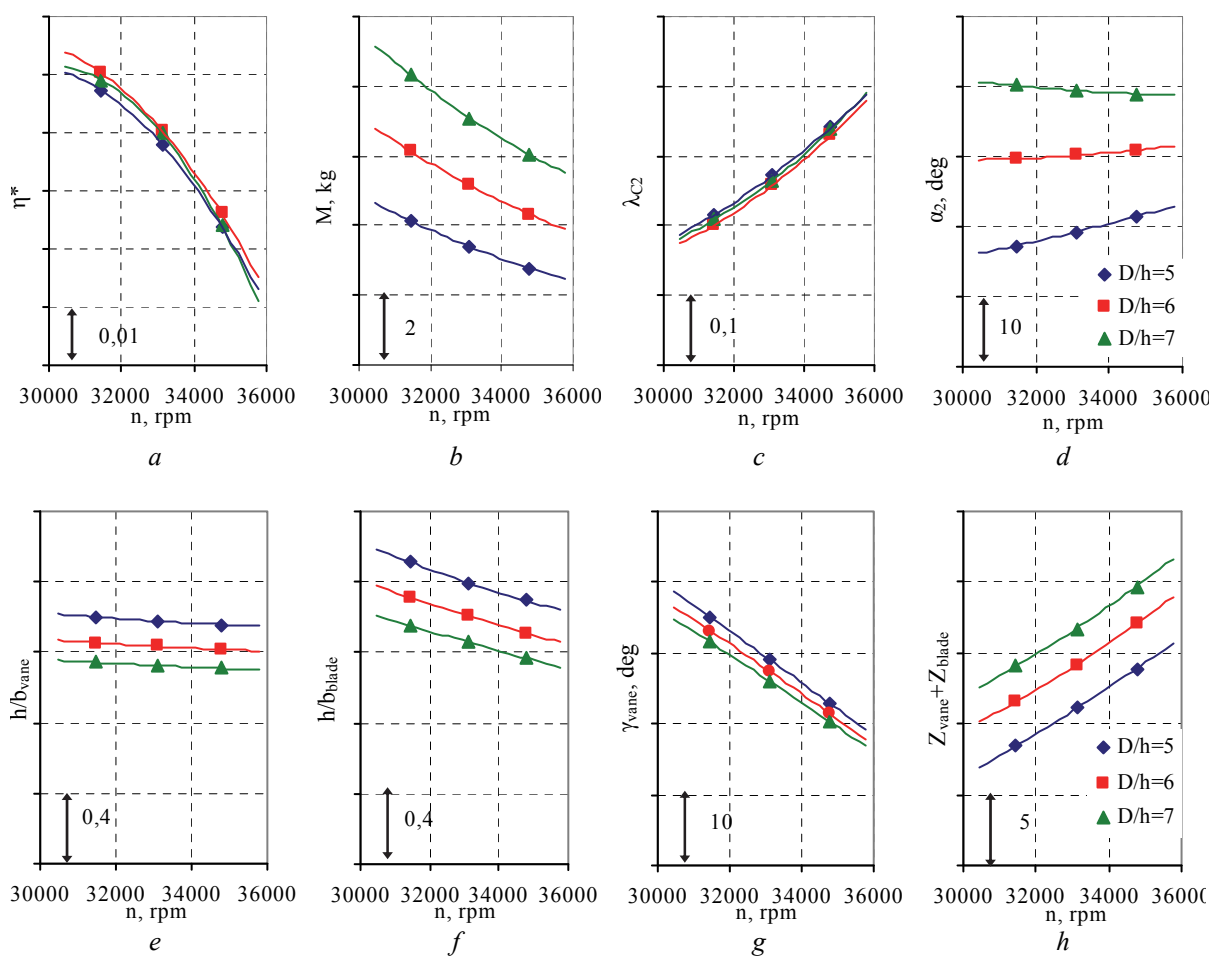 η*
0,01
30000 32000 34000 36000
n, rpm
a
M, kg
2
30000 32000 34000 36000
n, rpm
b
λC2
0,1
30000 32000 34000 36000
n, rpm
c
α2, deg
10
D/h=5
D/h=6
D/h=7
30000 32000 34000 36000
n, rpm
d
h/bvane
0,4
30000 32000 34000 36000
n, rpm
e
h/bblade
0,4
30000 32000 34000 36000
n, rpm
f
γvane, deg
10
30000 32000 34000 36000
n, rpm
g
Zvane+Zblade
5
D/h=5
D/h=6
D/h=7
30000 32000 34000 36000
n, rpm
h